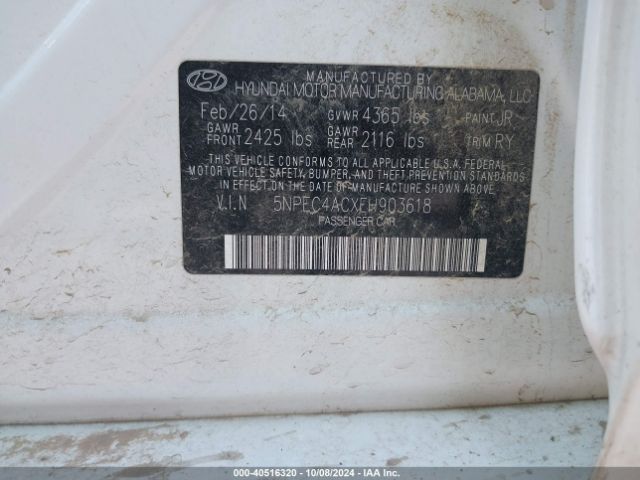 MANUFACTURED BY
HYUNDAI MOTOR MANUFACTURING ALABAMA, LLC
Feb/26/14 GVWR 4365 lbs PAINT JR
GAWR FRONT 2425 lbs GAWR REAR 2116 lbs TRIM RY
THIS VEHICLE CONFORMS TO ALL APPLICABLE U.S.A. FEDERAL
MOTOR VEHICLE SAFETY, BUMPER, AND THEFT PREVENTION STANDARDS
IN EFFECT ON THE DATE OF MANUFACTURE SHOWN ABOVE.
V.I.N 5NPEC4ACXEH903618
PASSENGER CAR
000-40516320 - 10/08/2024 - IAA Inc.